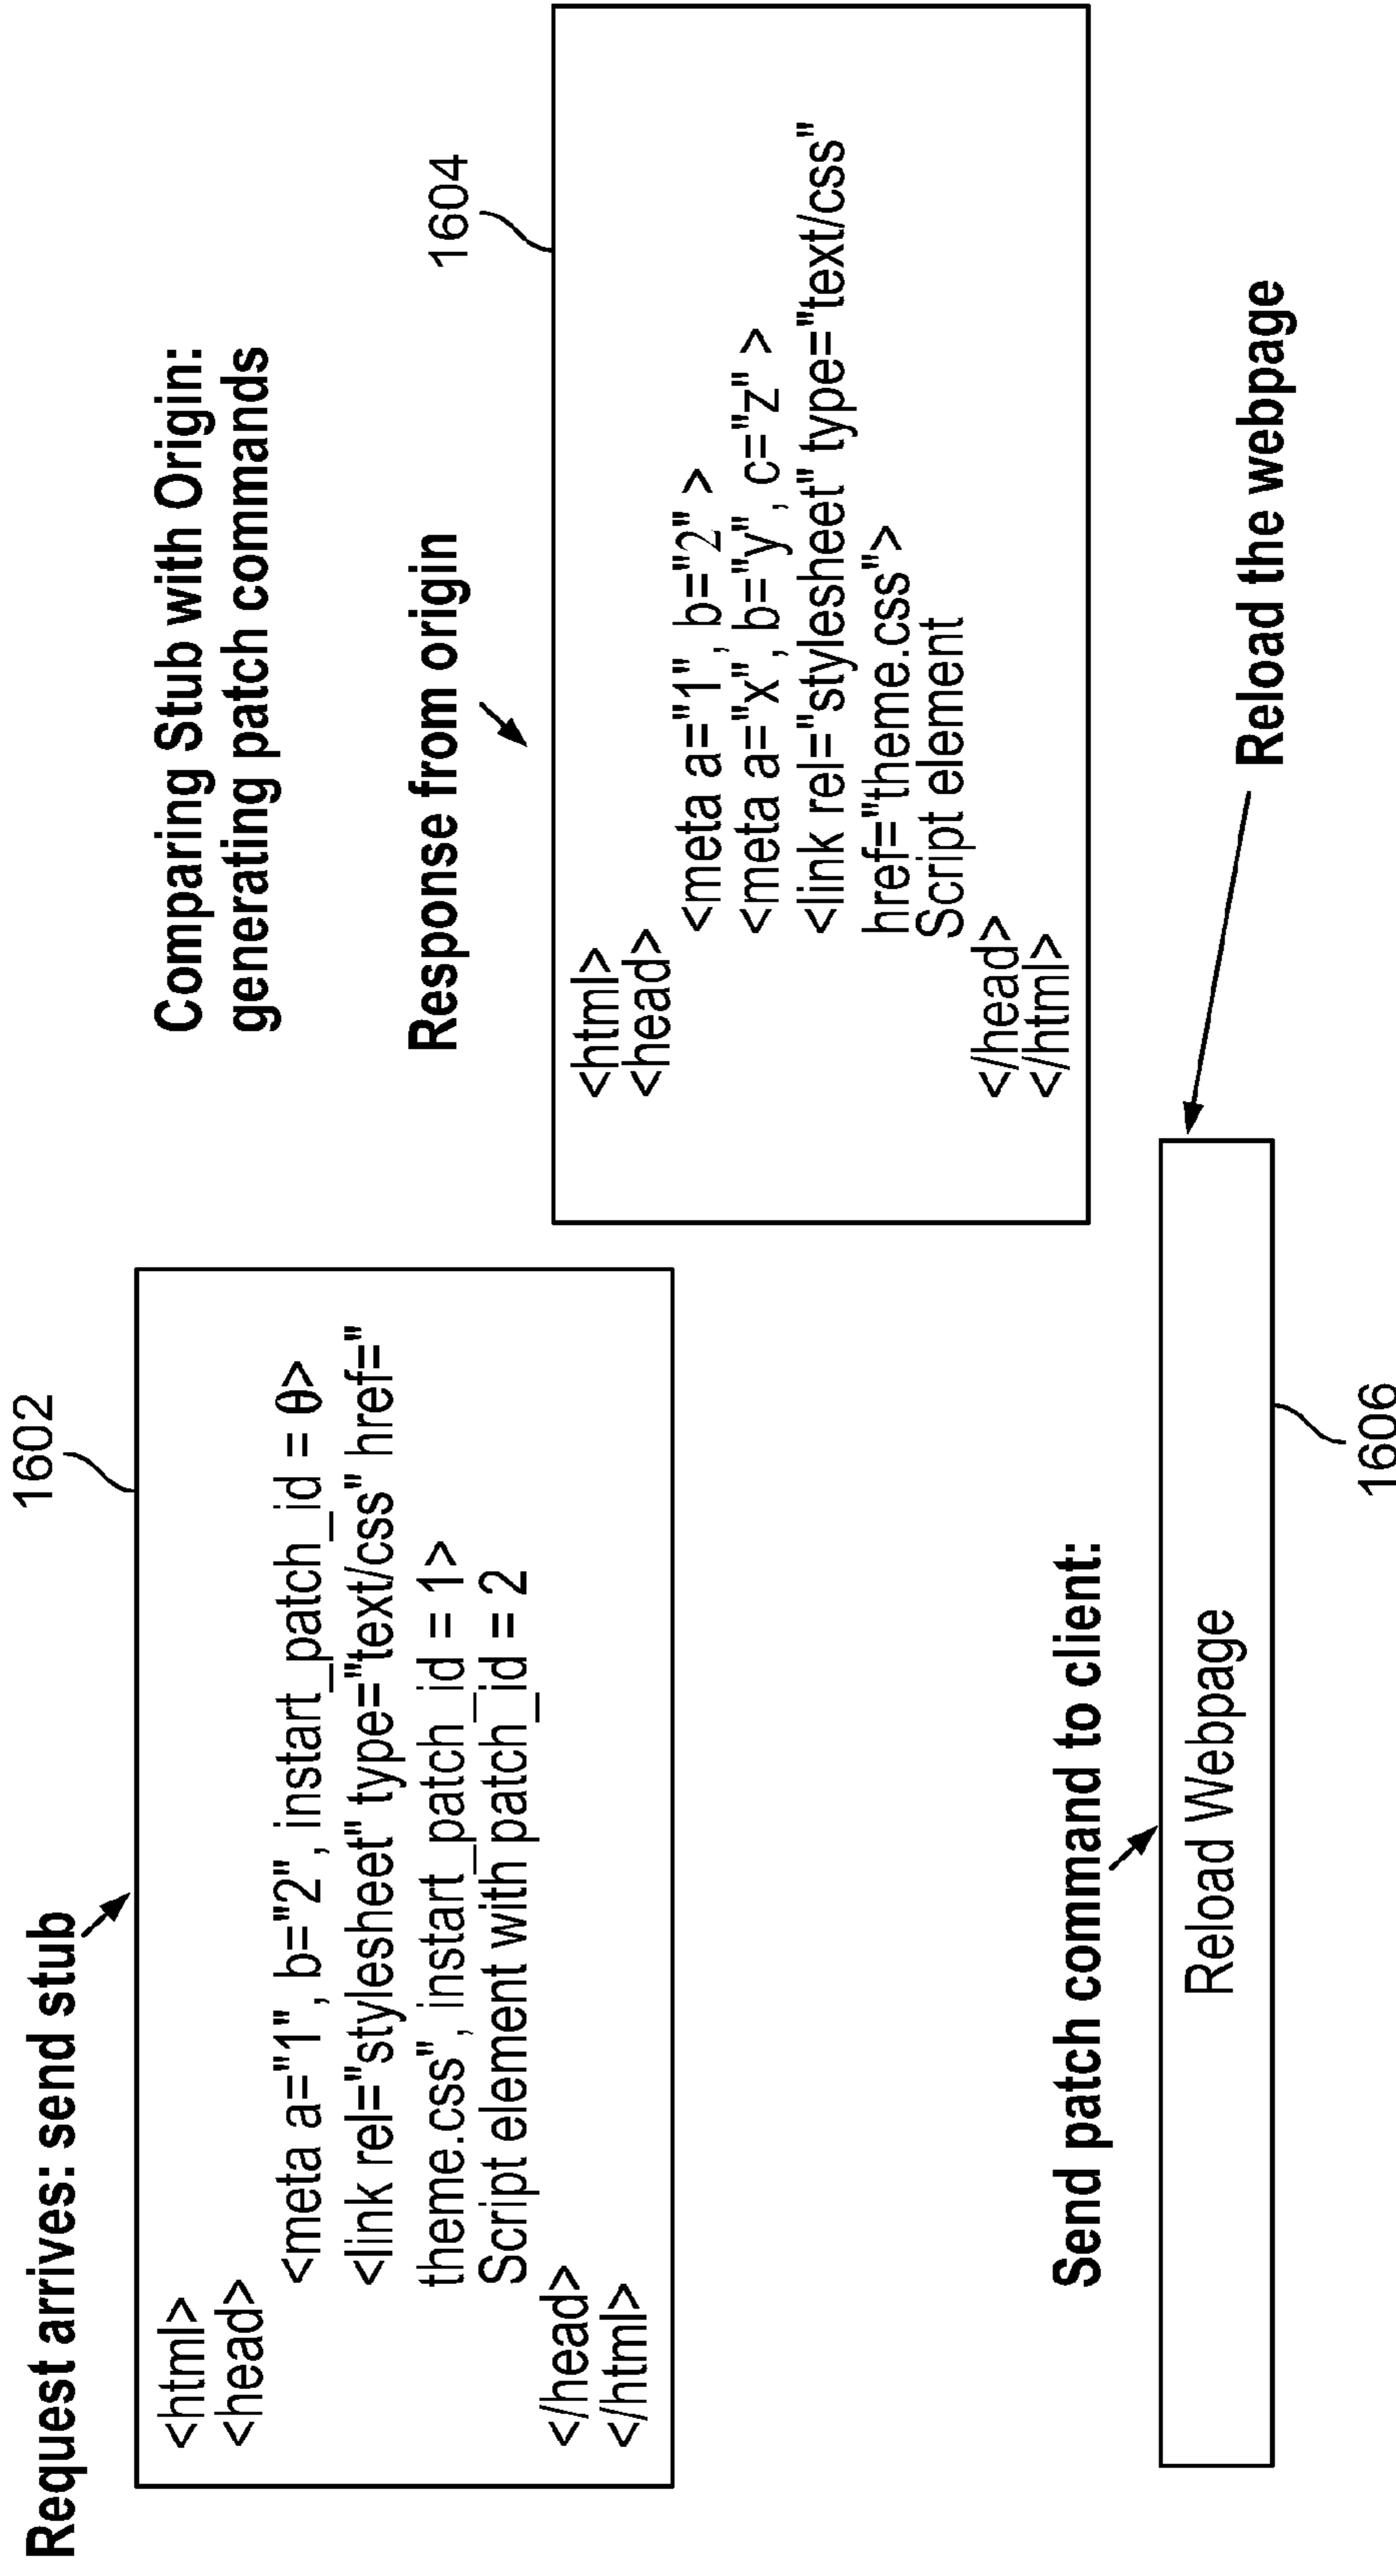 Request arrives: send stub
1602
<html>
<head>
<meta a="1", b="2", instart_patch_id = 0>
<link rel="stylesheet" type="text/css" href="
theme.css", instart_patch_id = 1>
Script element with patch_id = 2
</head>
</html>
Comparing Stub with Origin:
generating patch commands
Response from origin
1604
<html>
<head>
<meta a="1", b="2" >
<meta a="x", b="y", c="z" >
<link rel="stylesheet" type="text/css"
href="theme.css">
Script element
</head>
</html>
Send patch command to client:
Reload Webpage
1606
Reload the webpage